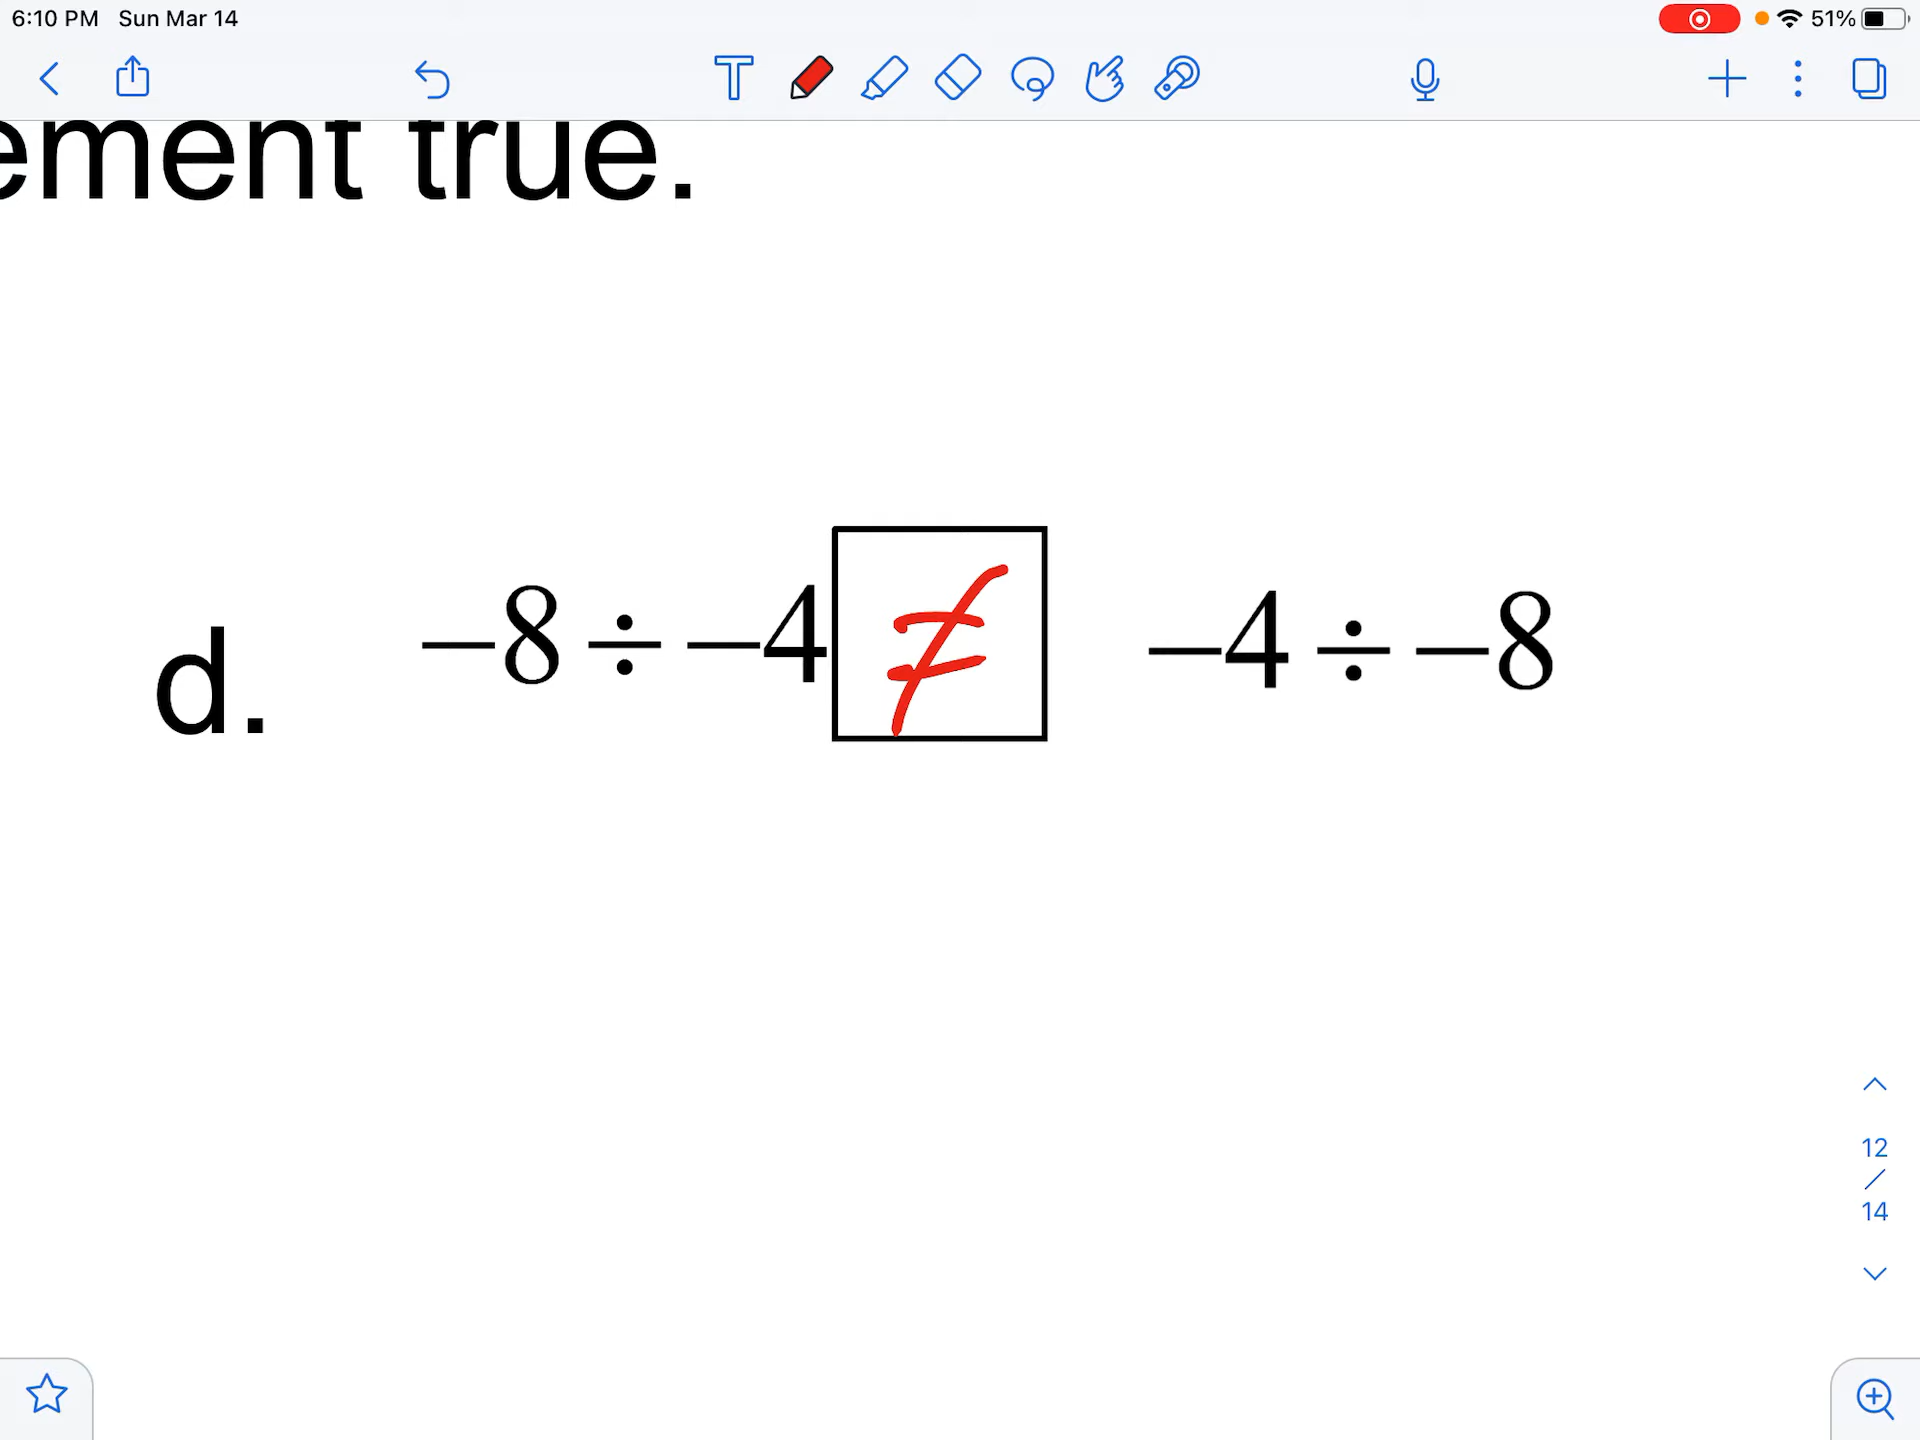 6:10 PM Sun Mar 14 51%
ement true.
d. −8 ÷ −4 ≠ −4 ÷ −8
12
/
14